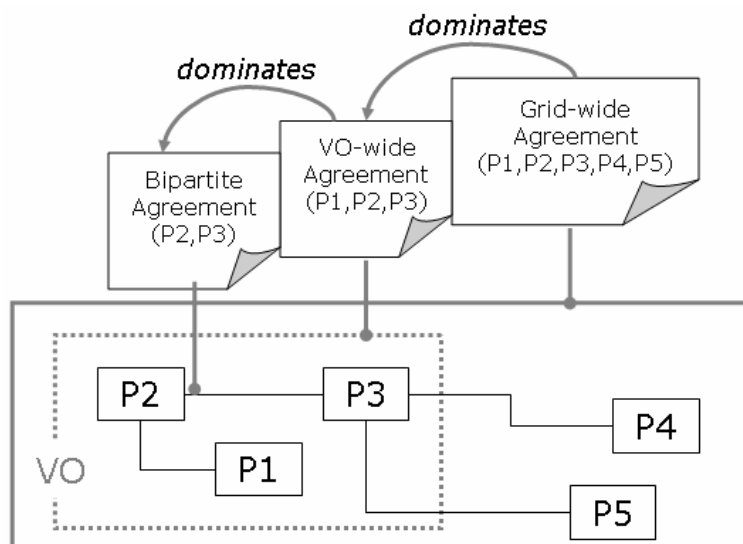 dominates
dominates
Grid-wide
Agreement
(P1,P2,P3,P4,P5)
VO-wide
Agreement
(P1,P2,P3)
Bipartite
Agreement
(P2,P3)
P2
P3
P4
P1
VO
P5